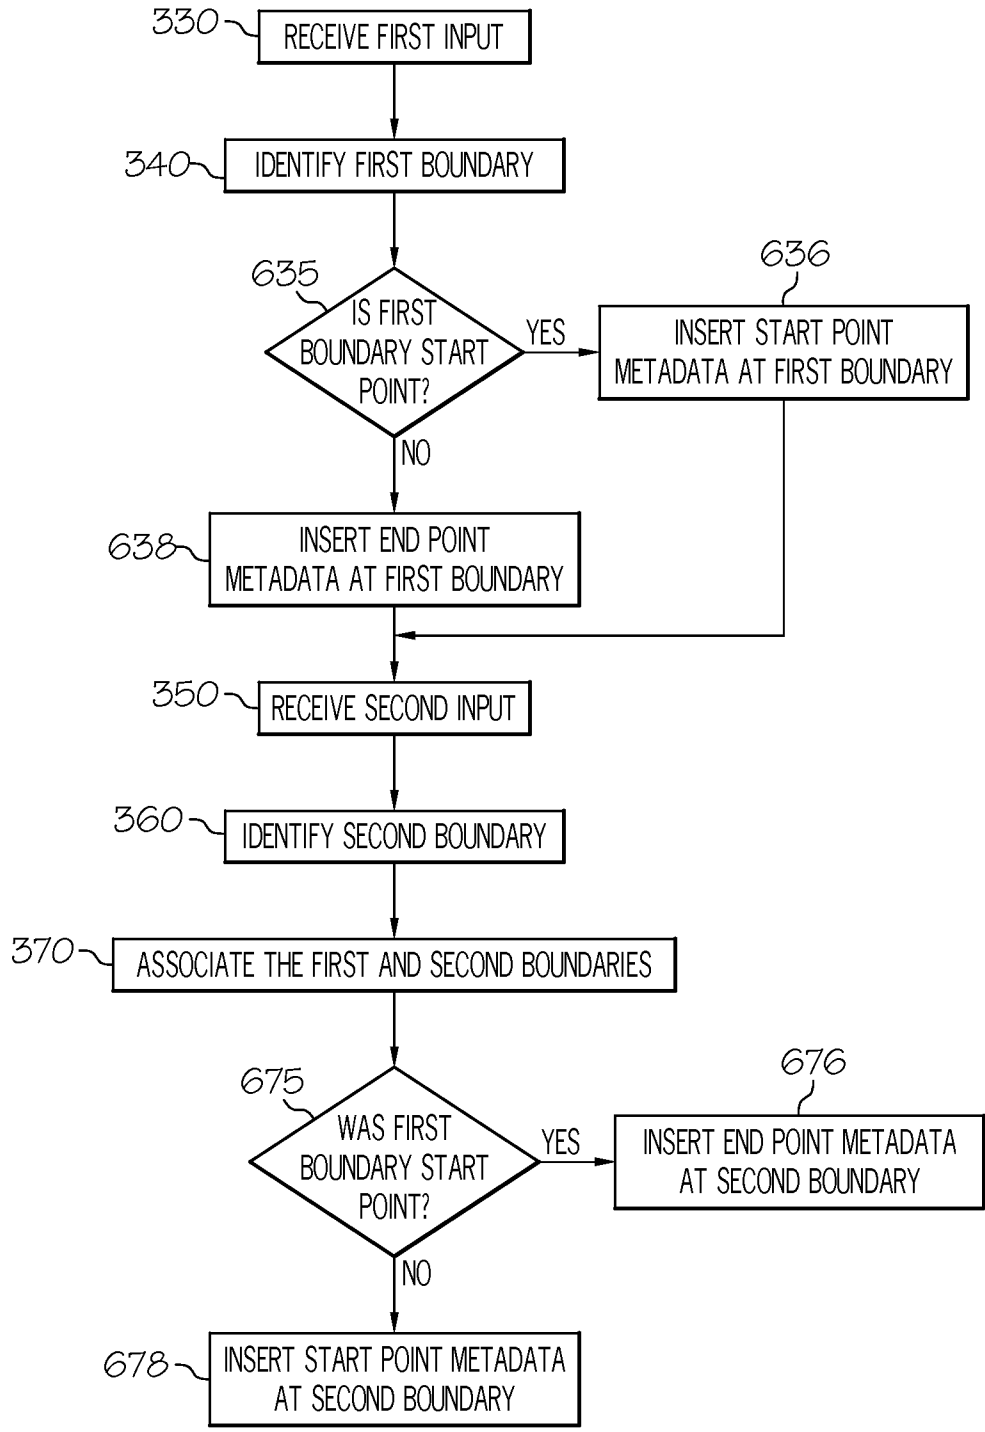 330
RECEIVE FIRST INPUT
340
IDENTIFY FIRST BOUNDARY
635
IS FIRST
BOUNDARY START
POINT?
YES
636
INSERT START POINT
METADATA AT FIRST BOUNDARY
NO
638
INSERT END POINT
METADATA AT FIRST BOUNDARY
350
RECEIVE SECOND INPUT
360
IDENTIFY SECOND BOUNDARY
370
ASSOCIATE THE FIRST AND SECOND BOUNDARIES
675
WAS FIRST
BOUNDARY START
POINT?
YES
676
INSERT END POINT METADATA
AT SECOND BOUNDARY
NO
678
INSERT START POINT METADATA
AT SECOND BOUNDARY